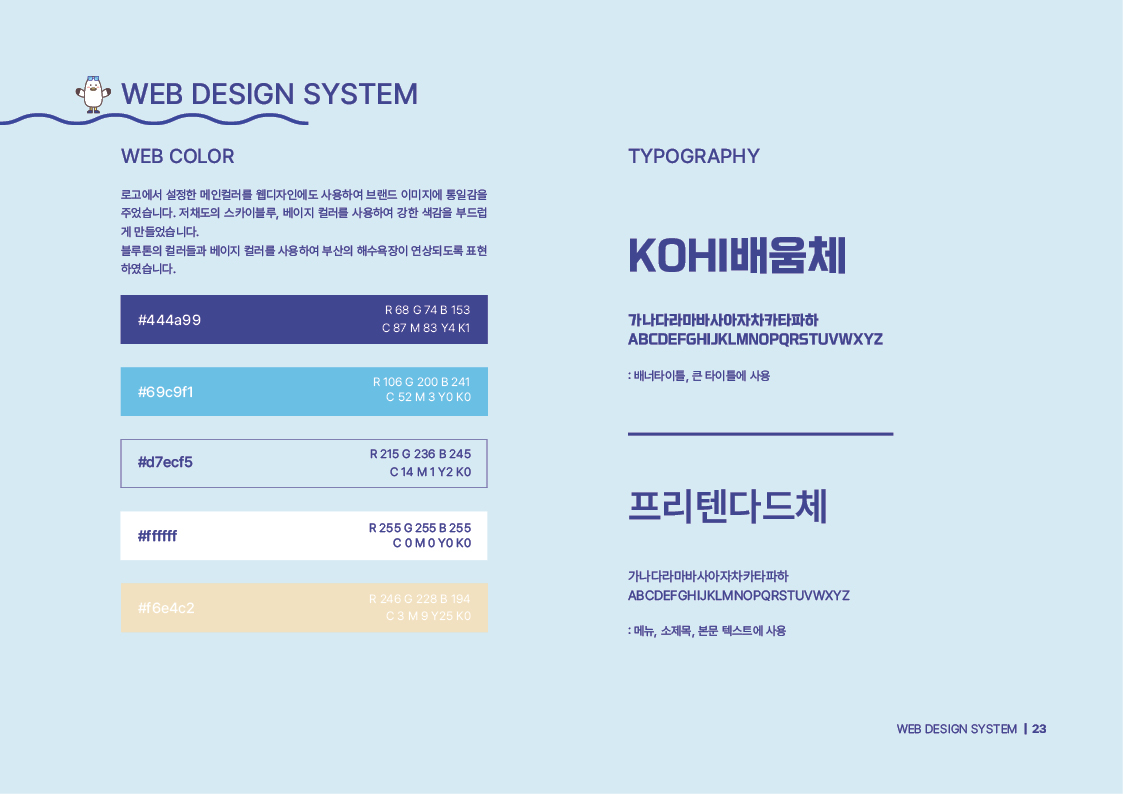 WEB DESIGN SYSTEM
WEB COLOR
로고에서 설정한 메인컬러를 웹디자인에도 사용하여 브랜드 이미지에 통일감을
주었습니다. 저채도의 스카이블루, 베이지 컬러를 사용하여 강한 색감을 부드럽
게 만들었습니다.
블루톤의 컬러들과 베이지 컬러를 사용하여 부산의 해수욕장이 연상되도록 표현
하였습니다.
#444a99
R 68 G 74 B 153
C 87 M 83 Y4 K1
#69c9f1
R 106 G 200 B 241
C 52 M 3 Y0 K0
#d7ecf5
R 215 G 236 B 245
C 14 M 1 Y2 K0
#ffffff
R 255 G 255 B 255
C 0 M 0 Y0 K0
#f6e4c2
R 246 G 228 B 194
C 3 M 9 Y25 K0
TYPOGRAPHY
KOHI배움체
가나다라마바사아자차카타파하
ABCDEFGHIJKLMNOPQRSTUVWXYZ
: 배너타이틀, 큰 타이틀에 사용
프리텐다드체
가나다라마바사아자차카타파하
ABCDEFGHIJKLMNOPQRSTUVWXYZ
: 메뉴, 소제목, 본문 텍스트에 사용
WEB DESIGN SYSTEM | 23